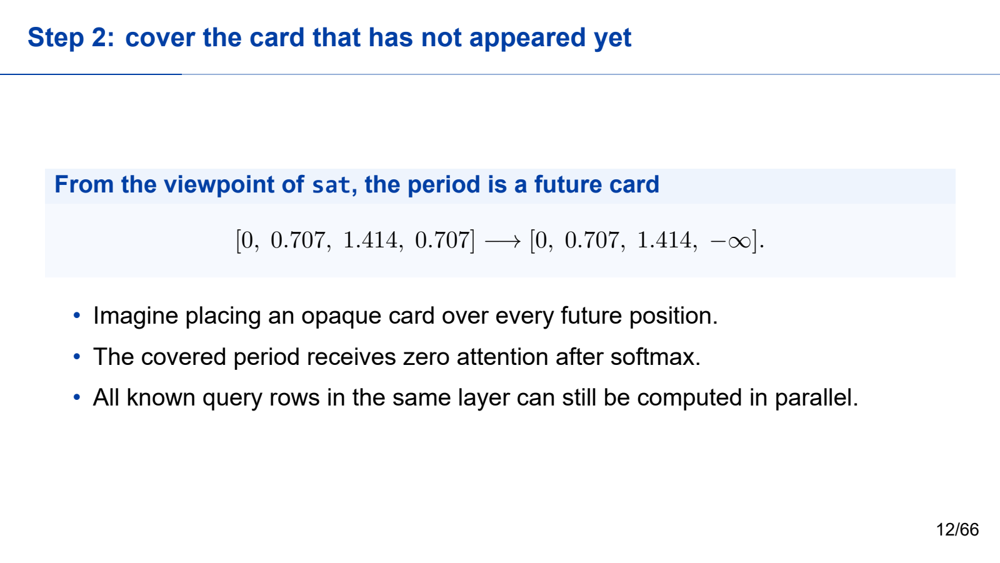 Step 2: cover the card that has not appeared yet
From the viewpoint of sat, the period is a future card
[0, 0.707, 1.414, 0.707] ⟶ [0, 0.707, 1.414, −∞].
• Imagine placing an opaque card over every future position.
• The covered period receives zero attention after softmax.
• All known query rows in the same layer can still be computed in parallel.
12/66